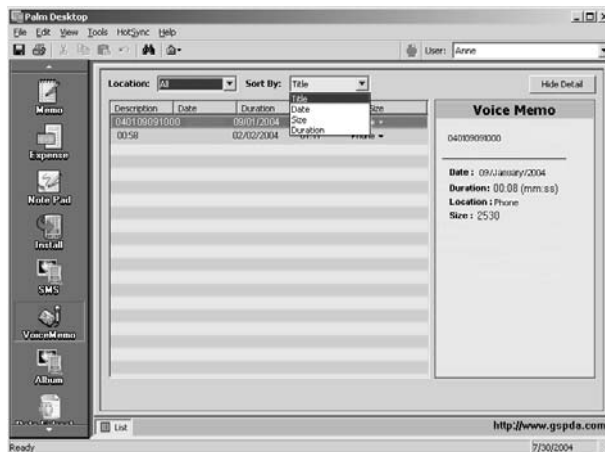 Palm Desktop
File Edit View Tools HotSync Help
User: Anne
Location: All Sort By: Title Hide Detail
Title
Date
Size
Duration
Description Date Duration Size
040109091000 09/01/2004
00:58 02/02/2004 Phone
Memo
Expense
Note Pad
Install
SMS
VoiceMemo
Album
Voice Memo
040109091000
Date : 09/January/2004
Duration: 00:08 (mm:ss)
Location : Phone
Size : 2530
List
http://www.gspda.com
Ready 7/30/2004